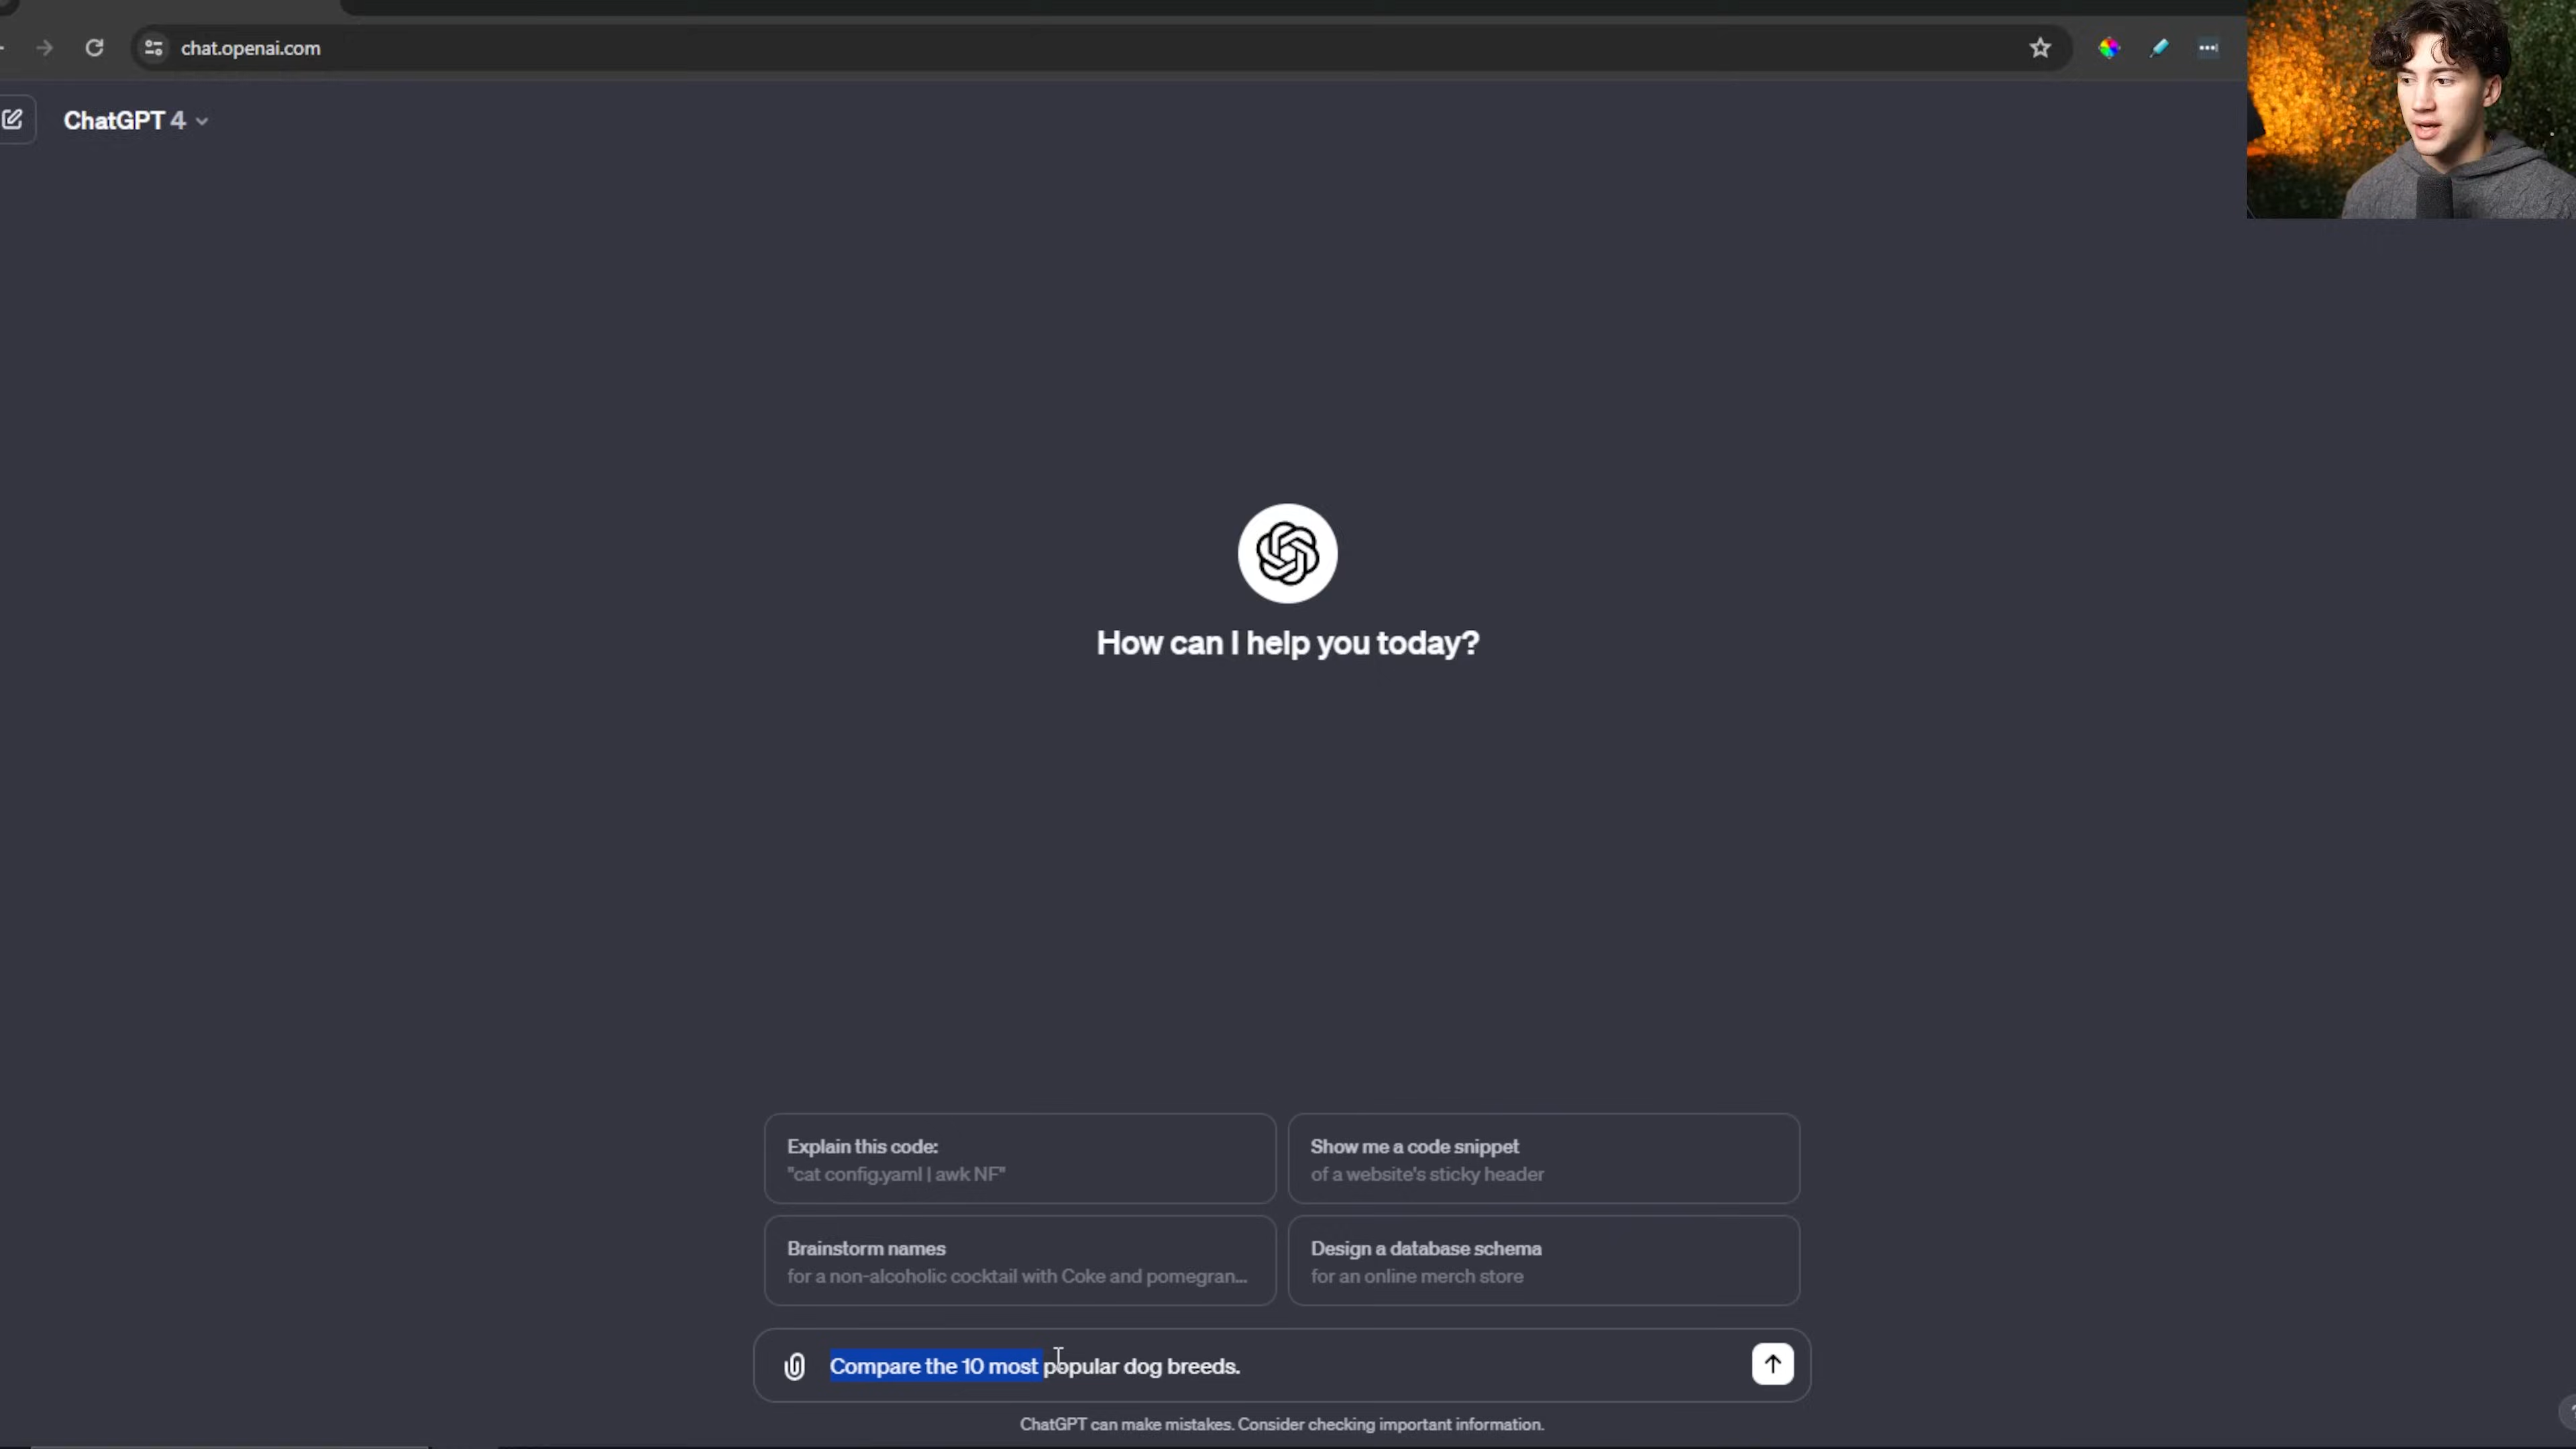 chat.openai.com
ChatGPT 4
How can I help you today?
Explain this code:
"cat config.yaml | awk NF"
Show me a code snippet
of a website's sticky header
Brainstorm names
for a non-alcoholic cocktail with Coke and pomegran...
Design a database schema
for an online merch store
Compare the 10 most popular dog breeds.
ChatGPT can make mistakes. Consider checking important information.